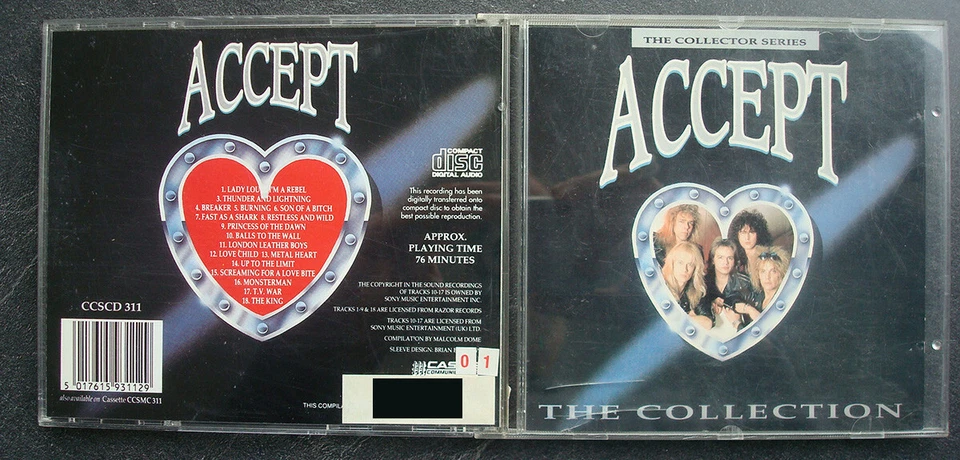 ACCEPT
1. LADY LOU I'M A REBEL
3. THUNDER AND LIGHTNING
4. BREAKER 5. BURNING 6. SON OF A BITCH
7. FAST AS A SHARK 8. RESTLESS AND WILD
9. PRINCESS OF THE DAWN
10. BALLS TO THE WALL
11. LONDON LEATHER BOYS
12. LOVE CHILD 13. METAL HEART
14. UP TO THE LIMIT
15. SCREAMING FOR A LOVE BITE
16. MONSTERMAN
17. T.V. WAR
18. THE KING
COMPACT
disc
DIGITAL AUDIO
This recording has been
digitally transferred onto
compact disc to obtain the
best possible reproduction.
APPROX.
PLAYING TIME
76 MINUTES
THE COPYRIGHT IN THE SOUND RECORDINGS
OF TRACKS 10-17 IS OWNED BY
SONY MUSIC ENTERTAINMENT INC.
TRACKS 1-9 & 18 ARE LICENSED FROM RAZOR RECORDS
TRACKS 10-17 ARE LICENSED FROM
SONY MUSIC ENTERTAINMENT (UK) LTD.
COMPILATION BY MALCOLM DOME
SLEEVE DESIGN: BRIAN
CAS
COMMUNI
0 1
THIS COMPILA
CCSCD 311
5 017615 931129
also available on Cassette CCSMC 311
THE COLLECTOR SERIES
ACCEPT
THE COLLECTION